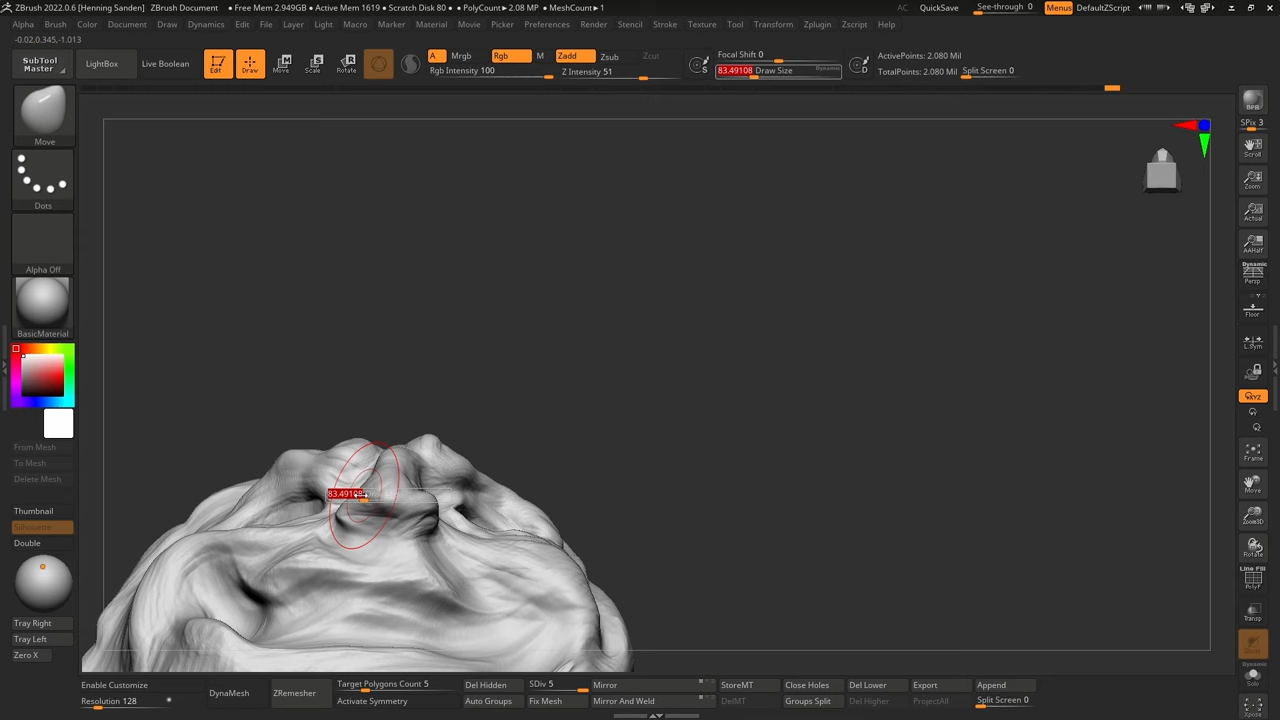 ZBrush 2022.0.6 [Henning Sanden] ZBrush Document • Free Mem 2.949GB • Active Mem 1619 • Scratch Disk 80 • PolyCount▸ 2.08 MP • MeshCount▸ 1 AC QuickSave See-through 0 Menus DefaultZScript
Alpha Brush Color Document Draw Dynamics Edit File Layer Light Macro Marker Material Movie Picker Preferences Render Stencil Stroke Texture Tool Transform Zplugin Zscript Help
-0.02,0.345,-1.013
SubTool Master LightBox Live Boolean Edit Draw Move Scale Rotate
A Mrgb Rgb M Zadd Zsub Zcut
Rgb Intensity 100 Z Intensity 51
S Focal Shift 0
83.49108 Draw Size Dynamic
D ActivePoints: 2.080 Mil
TotalPoints: 2.080 Mil Split Screen 0
Move
Dots
Alpha Off
BasicMaterial
From Mesh
To Mesh
Delete Mesh
Thumbnail
Silhouette
Double
Tray Right
Tray Left
Zero X
BPR
SPix 3
Scroll
Zoom
Actual
AAHalf
Dynamic
Persp
Floor
L.Sym
XYZ
Frame
Move
Zoom3D
Rotate
Line Fill
PolyF
Transp
Dynamic
Solo
Xpose
Enable Customize
Resolution 128
DynaMesh
ZRemesher
Target Polygons Count 5
Activate Symmetry
Del Hidden
Auto Groups
SDiv 5
Fix Mesh
Mirror
Mirror And Weld
StoreMT
DelMT
Close Holes
Groups Split
Del Lower
Del Higher
Export
ProjectAll
Append
Split Screen 0